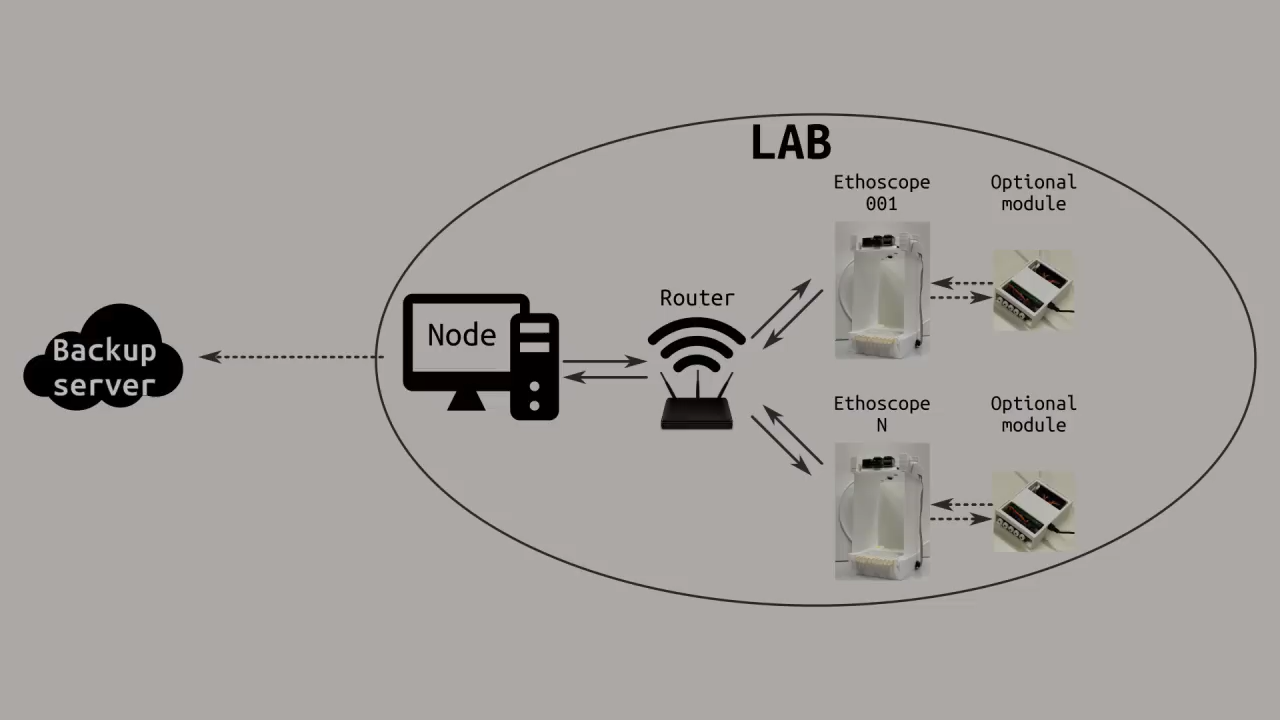 LAB
Ethoscope
001
Optional
module
Router
Node
Backup
server
Ethoscope
N
Optional
module